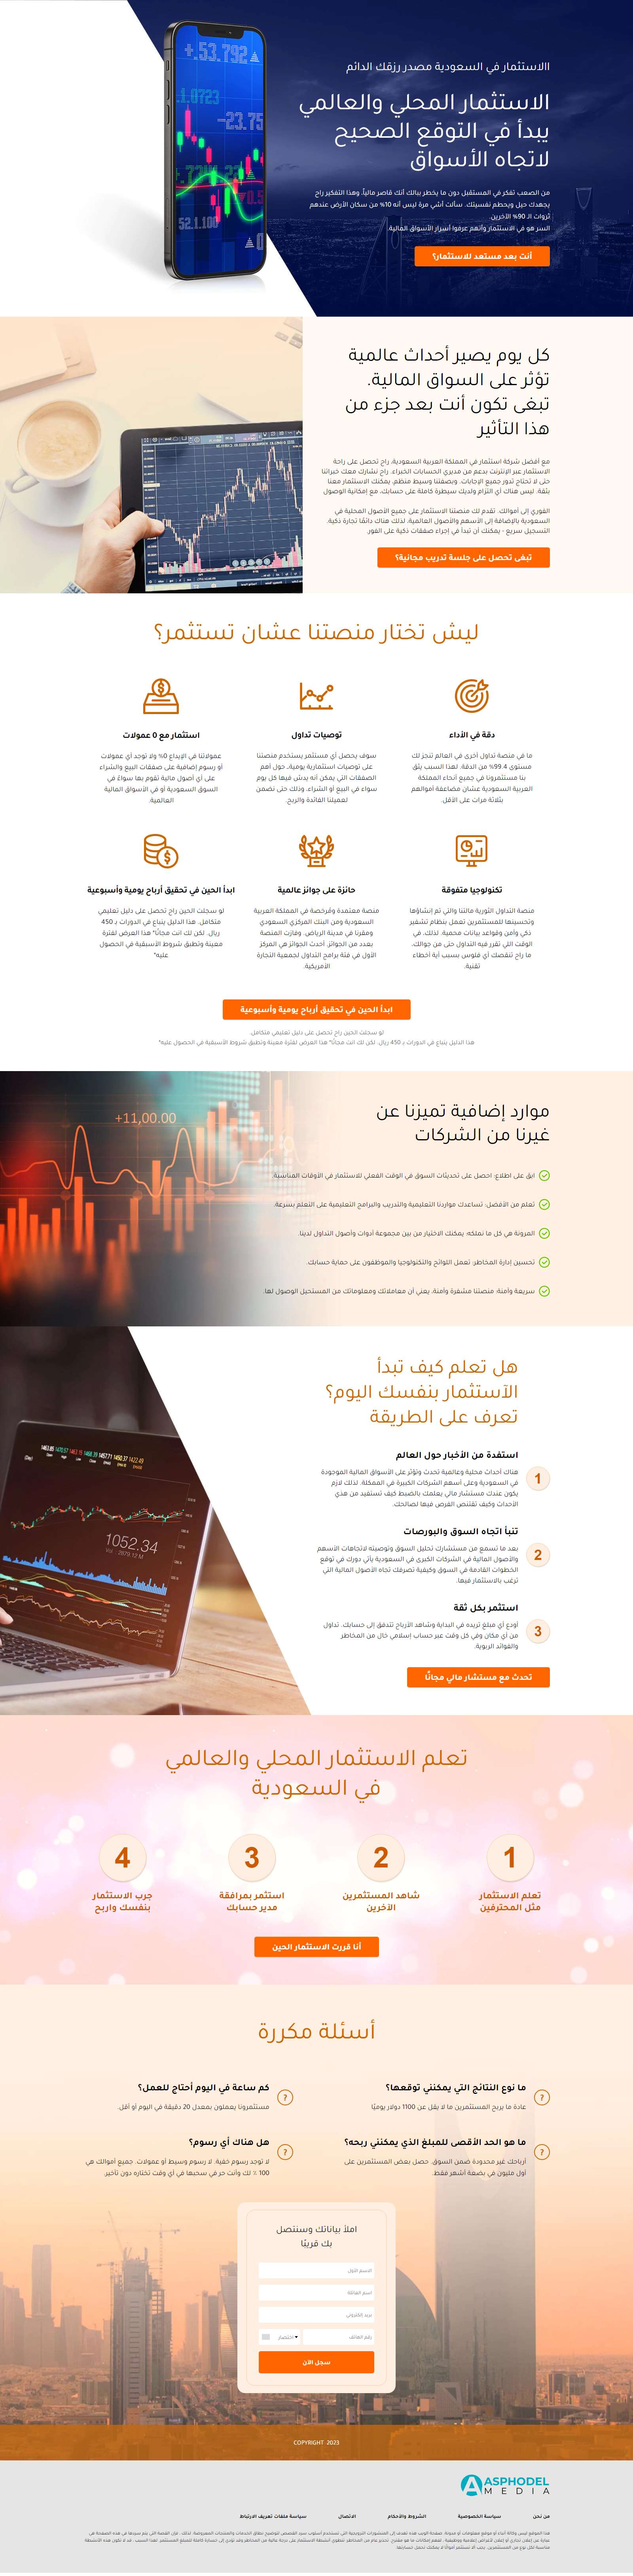 الاستثمار في السعودية مصدر رزقك الدائم
الاستثمار المحلي والعالمي
يبدأ في التوقع الصحيح
لاتجاه الأسواق
من الصعب تفكر في المستقبل دون ما يخطر ببالك أنك قاصر مالياً، وهذا التفكير راح
يجهدك حيل ويحطم نفسيتك. سألت أنشي مرة ليس أنه 10% من سكان الأرض عندهم
ثروات الـ 90% الآخرين.
السر هو في الاستثمار وأنهم عرفوا أسرار الأسواق المالية.
أنت بعد مستعد للاستثمار؟
كل يوم يصير أحداث عالمية
تؤثر على السواق المالية.
تبغى تكون أنت بعد جزء من
هذا التأثير
مع أفضل شركة استثمار في المملكة العربية السعودية، راح تحصل على راحة
الاستثمار عبر الإنترنت بدعم من مديري الحسابات الخبراء. راح نشارك معك خبراتنا
حتى لا تحتاج تدور جميع الإجابات. وبصفتنا وسيط منظم، يمكنك الاستثمار معنا
بثقة. ليس هناك أي التزام ولديك سيطرة كاملة على حسابك، مع إمكانية الوصول
الفوري إلى أموالك. تقدم لك منصتنا الاستثمار على جميع الأصول المحلية في
السعودية بالإضافة إلى الأسهم والأصول العالمية، لذلك هناك دائمًا تجارة ذكية.
التسجيل سريع - يمكنك أن تبدأ في إجراء صفقات ذكية على الفور.
تبغى تحصل على جلسة تدريب مجانية؟
ليش تختار منصتنا عشان تستثمر؟
دقة في الأداء
ما في منصة تداول أخرى في العالم تنجز لك
مستوى 99.4% من الدقة. لهذا السبب يثق
بنا مستثمرونا في جميع أنحاء المملكة
العربية السعودية عشان مضاعفة أموالهم
بثلاثة مرات على الأقل.
توصيات تداول
سوف يحصل أي مستثمر يستخدم منصتنا
على توصيات استثمارية يومية، حول أهم
الصفقات التي يمكن أنه يدش فيها كل يوم
سواء في البيع أو الشراء، وذلك حتى نضمن
لعميلنا الفائدة والربح.
استثمار مع 0 عمولات
عمولاتنا في الإيداع 0% ولا توجد أي عمولات
أو رسوم إضافية على صفقات البيع والشراء
على أي أصول مالية تقوم بها سواءً في
السوق السعودية أو في الأسواق المالية
العالمية.
تكنولوجيا متفوقة
منصة التداول الثورية مالتنا والتي تم إنشاؤها
وتحسينها للمستثمرين تعمل بنظام تشفير
ذكي وآمن وقواعد بيانات محمية. لذلك، في
الوقت التي تقرر فيه التداول حتى من جوالك،
ما راح تنقصك أي فلوس بسبب أية أخطاء
تقنية.
حائزة على جوائز عالمية
منصة معتمدة ومُرخصة في المملكة العربية
السعودية ومن البنك المركزي السعودي
ومقرنا في مدينة الرياض. وفازت المنصة
بعدد من الجوائز. أحدث الجوائز هي المركز
الأول في فئة برامج التداول لجمعية التجارة
الأمريكية.
ابدأ الحين في تحقيق أرباح يومية وأسبوعية
لو سجلت الحين راح تحصل على دليل تعليمي
متكامل. هذا الدليل ينباع في الدورات بـ 450
ريال. لكن لك انت مجانًا* هذا العرض لفترة
معينة وتطبق شروط الأسبقية في الحصول
عليه*
ابدأ الحين في تحقيق أرباح يومية وأسبوعية
لو سجلت الحين راح تحصل على دليل تعليمي متكامل.
هذا الدليل ينباع في الدورات بـ 450 ريال. لكن لك انت مجانًا* هذا العرض لفترة معينة وتطبق شروط الأسبقية في الحصول عليه*
+11,00.00
موارد إضافية تميزنا عن
غيرنا من الشركات
ابق على اطلاع: احصل على تحديثات السوق في الوقت الفعلي للاستثمار في الأوقات المناسبة.
تعلم من الأفضل: تساعدك مواردنا التعليمية والتدريب والبرامج التعليمية على التعلم بسرعة.
المرونة هي كل ما نملكه: يمكنك الاختيار من بين مجموعة أدوات وأصول التداول لدينا.
تحسين إدارة المخاطر: تعمل اللوائح والتكنولوجيا والموظفون على حماية حسابك.
سريعة وآمنة: منصتنا مشفرة وآمنة، يعني أن معاملاتك ومعلوماتك من المستحيل الوصول لها.
هل تعلم كيف تبدأ
الآستثمار بنفسك اليوم؟
تعرف على الطريقة
استفدة من الأخبار حول العالم
1
هناك أحداث محلية وعالمية تحدث وتؤثر على الأسواق المالية الموجودة
في السعودية وعلى أسهم الشركات الكبيرة في الممكلة. لذلك لازم
يكون عندك مستشار مالي يعلمك بالضبط كيف تستفيد من هذي
الأحداث وكيف تقتنص الفرص فيها لصالحك.
تتبأ اتجاه السوق والبورصات
2
بعد ما تسمع من مستشارك تحليل السوق وتوصيته لاتجاهات الأسهم
والأصول المالية في الشركات الكبرى في السعودية يأتي دورك في توقع
الخطوات القادمة في السوق وكيفية تصرفك تجاه الأصول المالية التي
ترغب بالاستثمار فيها.
استثمر بكل ثقة
3
أودع أي مبلغ تريده في البداية وشاهد الأرباح تتدفق إلى حسابك. تداول
من أي مكان وفي كل وقت عبر حساب إسلامي خال من المخاطر
والفوائد الربوية.
تحدث مع مستشار مالي مجانًا
تعلم الاستثمار المحلي والعالمي
في السعودية
1
2
3
4
تعلم الاستثمار
مثل المحترفين
شاهد المستثمرين
الآخرين
استثمر بمرافقة
مدير حسابك
جرب الاستثمار
بنفسك واربح
أنا قررت الاستثمار الحين
أسئلة مكررة
ما نوع النتائج التي يمكنني توقعها؟
عادة ما يربح المستثمرين ما لا يقل عن 1100 دولار يوميًا
كم ساعة في اليوم أحتاج للعمل؟
مستثمرونا يعملون بمعدل 20 دقيقة في اليوم أو أقل.
ما هو الحد الأقصى للمبلغ الذي يمكنني ربحه؟
أرباحك غير محدودة ضمن السوق. حصل بعض المستثمرين على
أول مليون في بضعة أشهر فقط.
هل هناك أي رسوم؟
لا توجد رسوم خفية. لا رسوم وسيط أو عمولات. جميع أموالك هي
100 ٪ لك وأنت حر في سحبها في أي وقت تختاره دون تأخير.
املأ بياناتك وسنتصل
بك قريبًا
الاسم الأول
اسم العائلة
بريد إلكتروني
رقم الهاتف
اختصار
سجل الآن
COPYRIGHT 2023
ASPHODEL
MEDIA
من نحن
سياسة الخصوصية
الشروط والأحكام
الاتصال
سياسة ملفات تعريف الارتباط